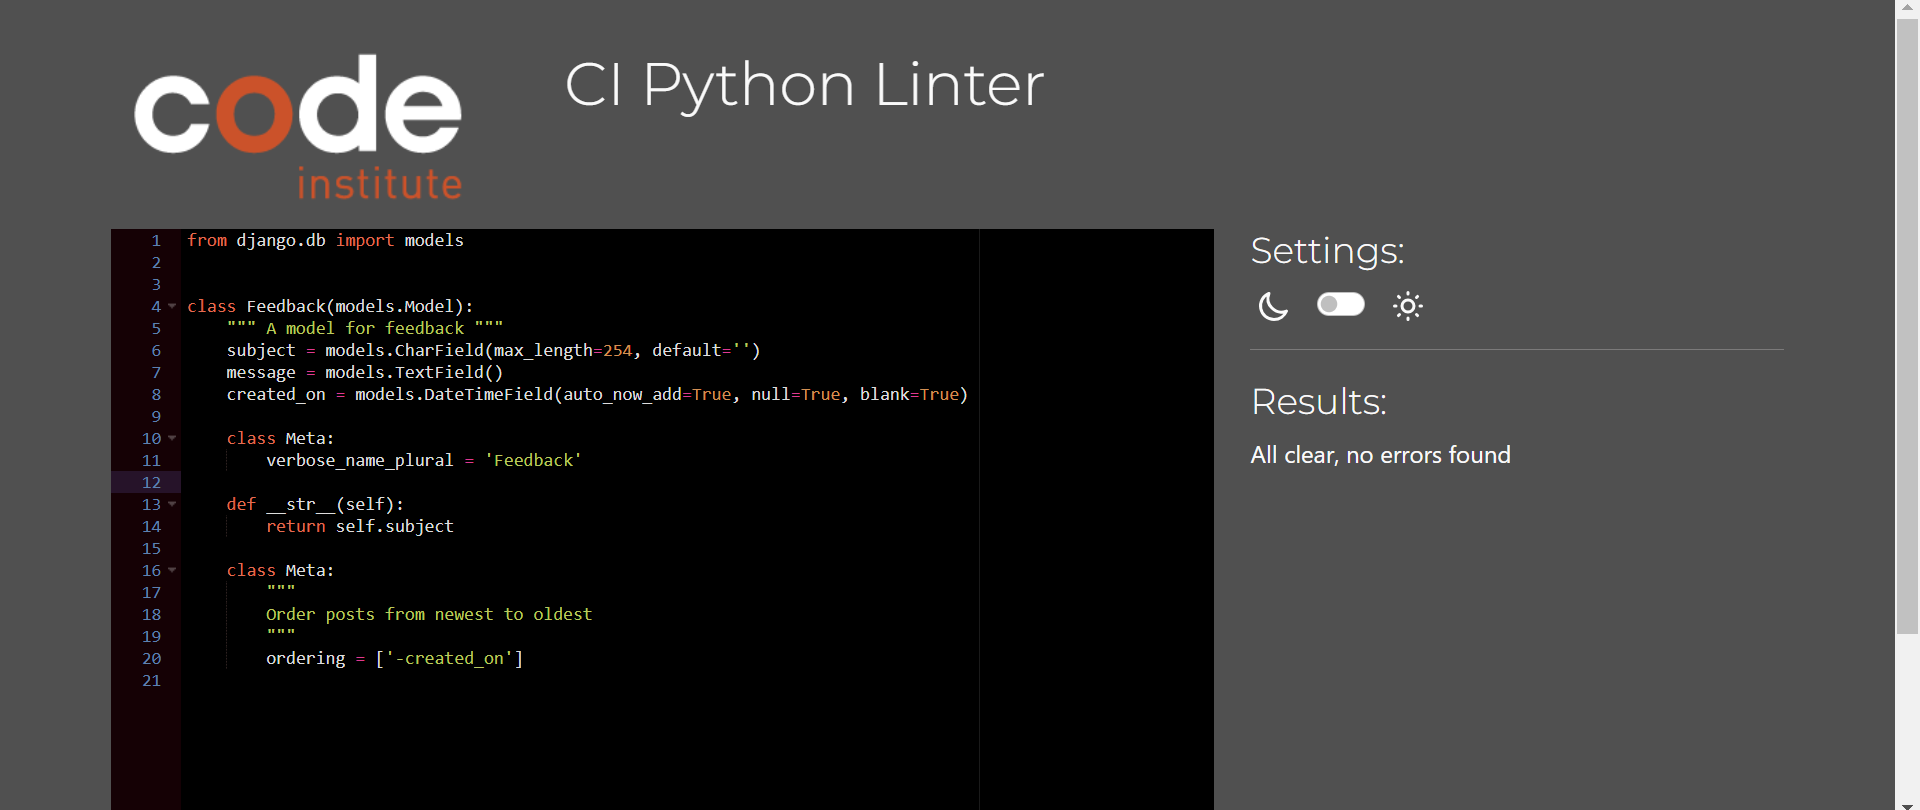 code
institute
CI Python Linter
1 from django.db import models
2
3
4 class Feedback(models.Model):
5     """ A model for feedback """
6     subject = models.CharField(max_length=254, default='')
7     message = models.TextField()
8     created_on = models.DateTimeField(auto_now_add=True, null=True, blank=True)
9
10     class Meta:
11         verbose_name_plural = 'Feedback'
12
13     def __str__(self):
14         return self.subject
15
16     class Meta:
17         """
18         Order posts from newest to oldest
19         """
20         ordering = ['-created_on']
21
Settings:
Results:
All clear, no errors found